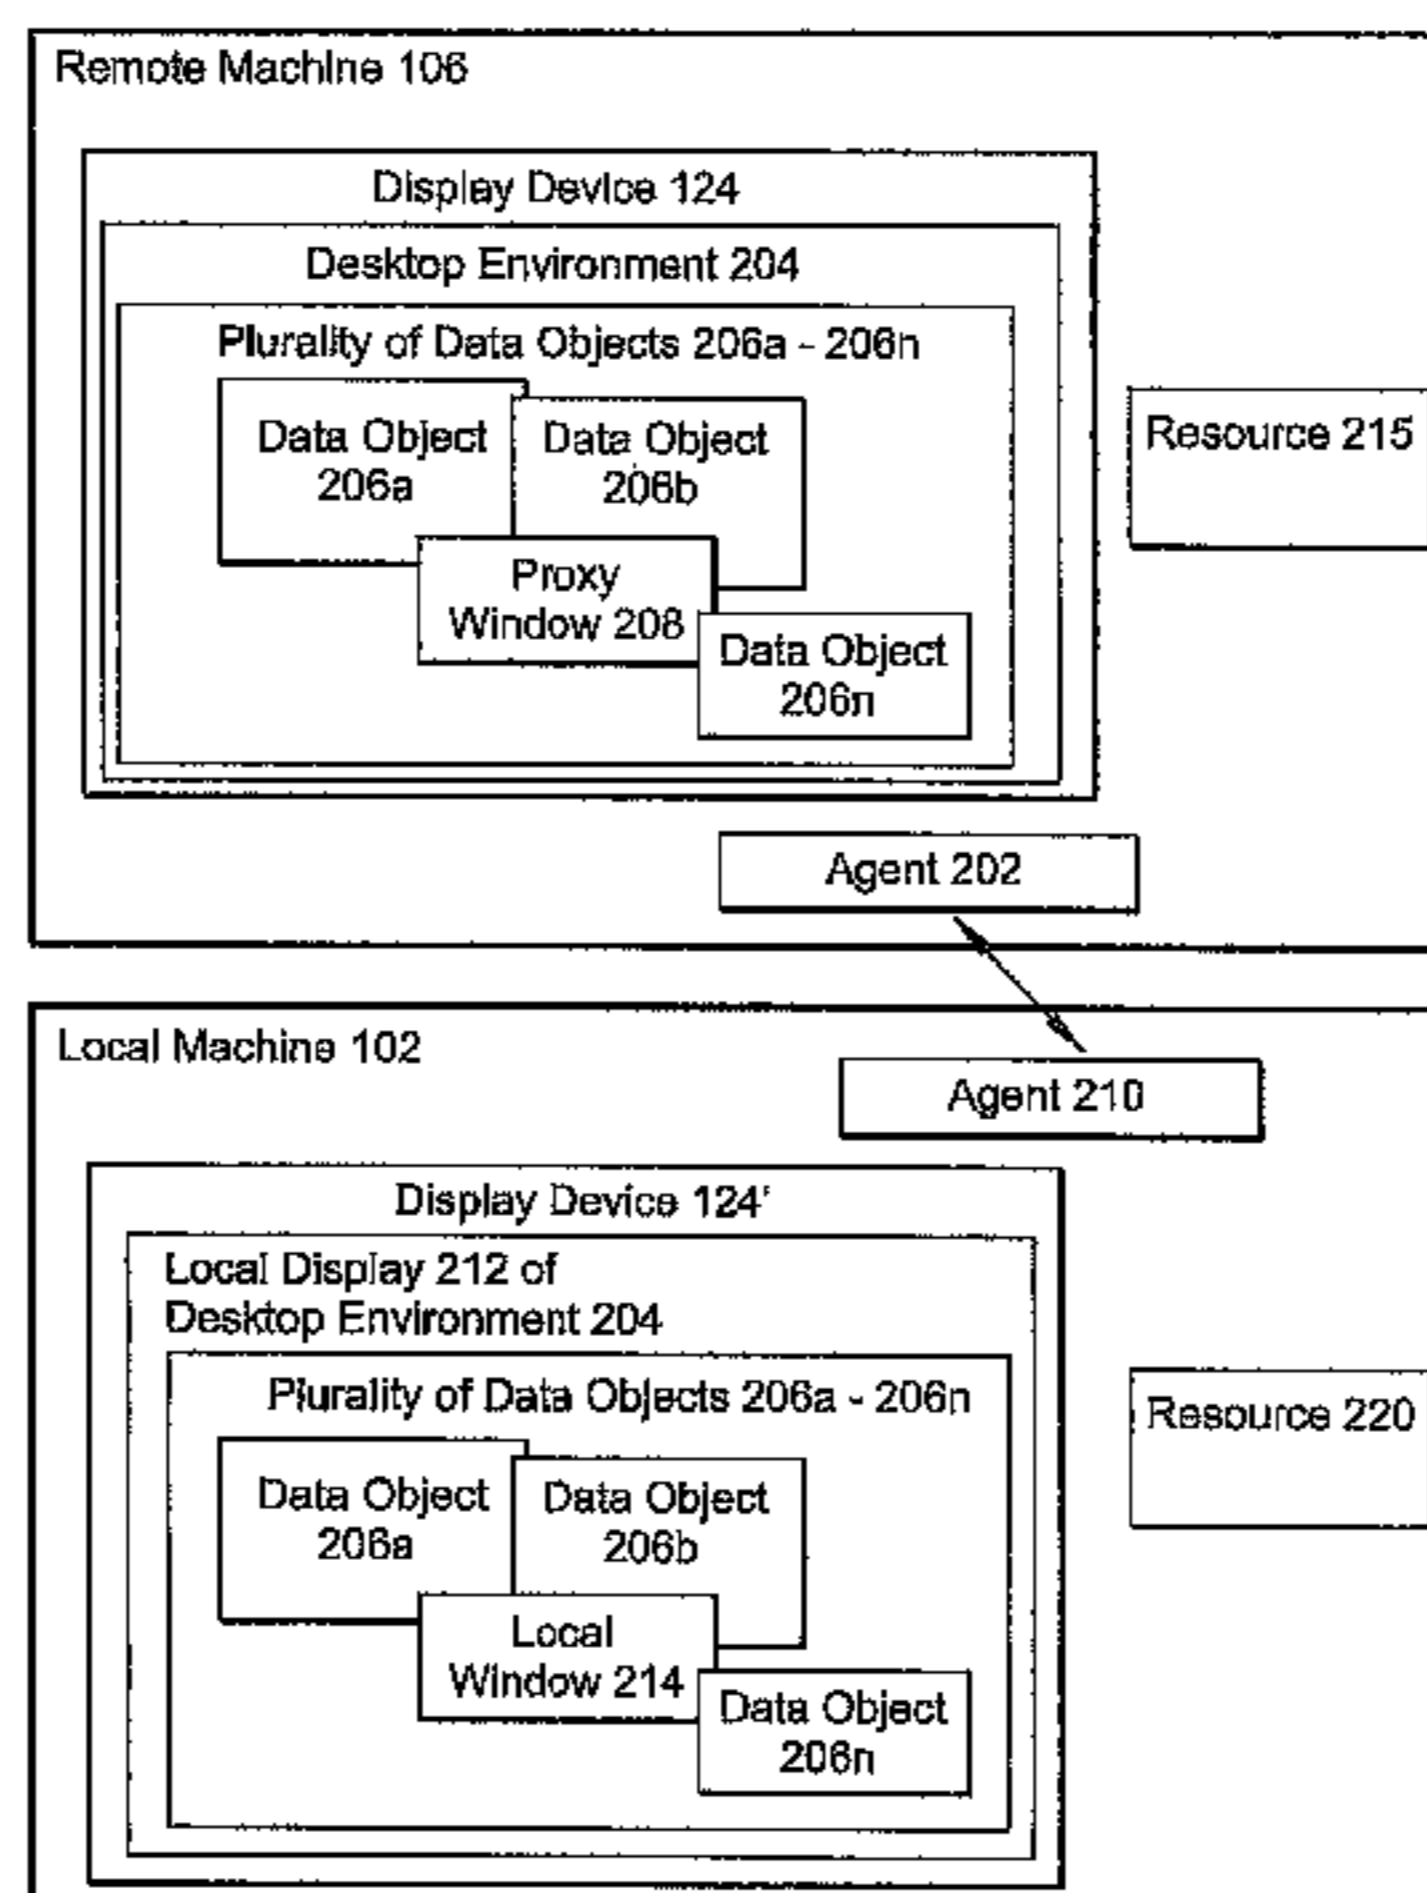 Remote Machine 106
Display Device 124
Desktop Environment 204
Plurality of Data Objects 206a - 206n
Data Object
206a
Data Object
206b
Proxy
Window 208
Data Object
206n
Resource 215
Agent 202
Local Machine 102
Agent 210
Display Device 124'
Local Display 212 of
Desktop Environment 204
Plurality of Data Objects 206a - 206n
Data Object
206a
Data Object
206b
Local
Window 214
Data Object
206n
Resource 220